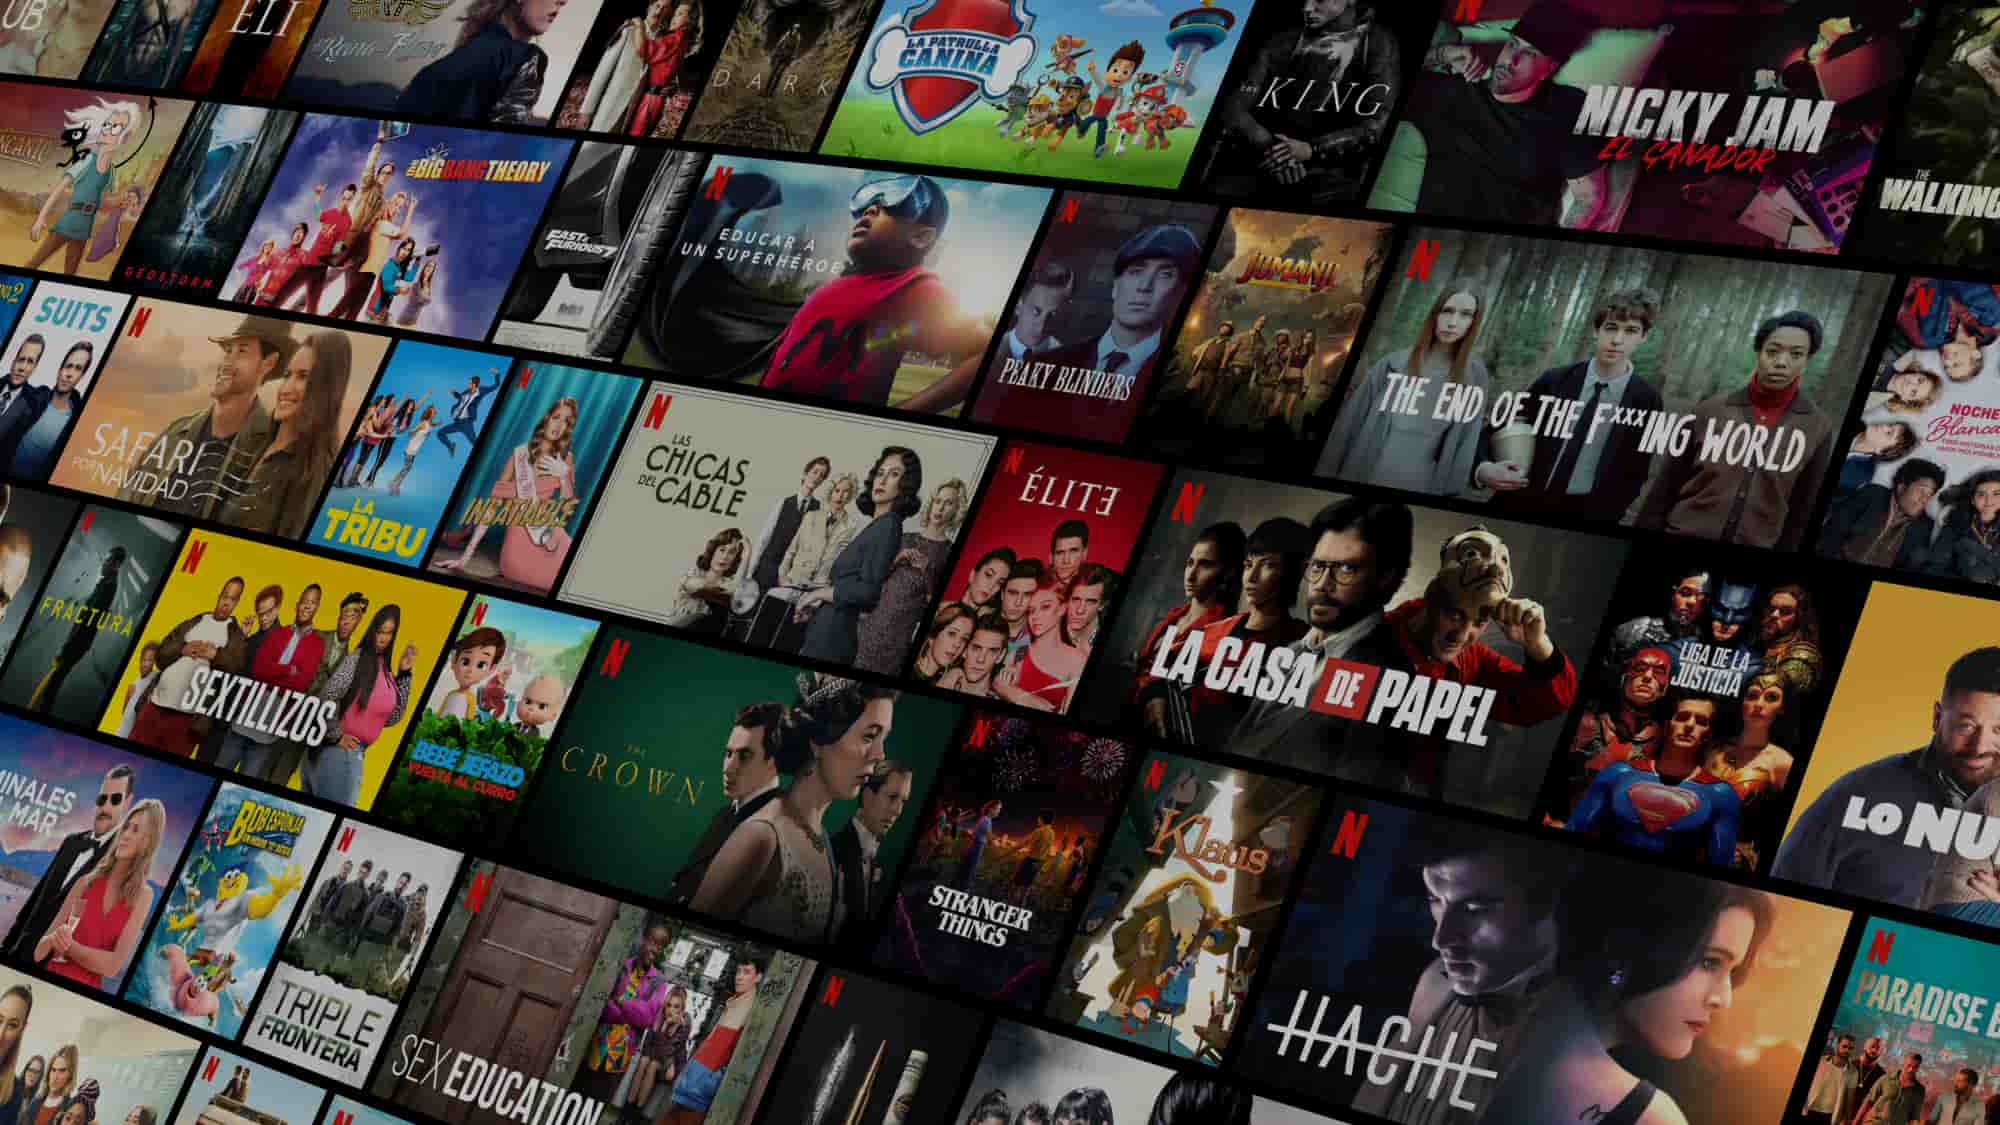 UB
ELI
DARK
LA PATRULLA
CANINA
THE KING
NICKY JAM
EL GANADOR
THE
WALKING
GEOSTORM
THE BIG BANG THEORY
FAST &
FURIOUS 7
EDUCAR A
UN SUPERHÉROE
PEAKY BLINDERS
JUMANJI
THE END OF THE F***ING WORLD
NOCHE
Blanca
SUITS
SAFARI
POR NAVIDAD
LA
TRIBU
INSATIABLE
LAS
CHICAS
DEL CABLE
ÉLITE
LA CASA DE PAPEL
LIGA DE LA
JUSTICIA
LO NU
FRACTURA
SEXTILLIZOS
BEBÉ JEFAZO
VUELTA AL CURRO
THE
CROWN
STRANGER
THINGS
Klaus
HACHE
PARADISE B
MINALES
L MAR
BOB ESPONJA
TRIPLE
FRONTERA
SEX EDUCATION